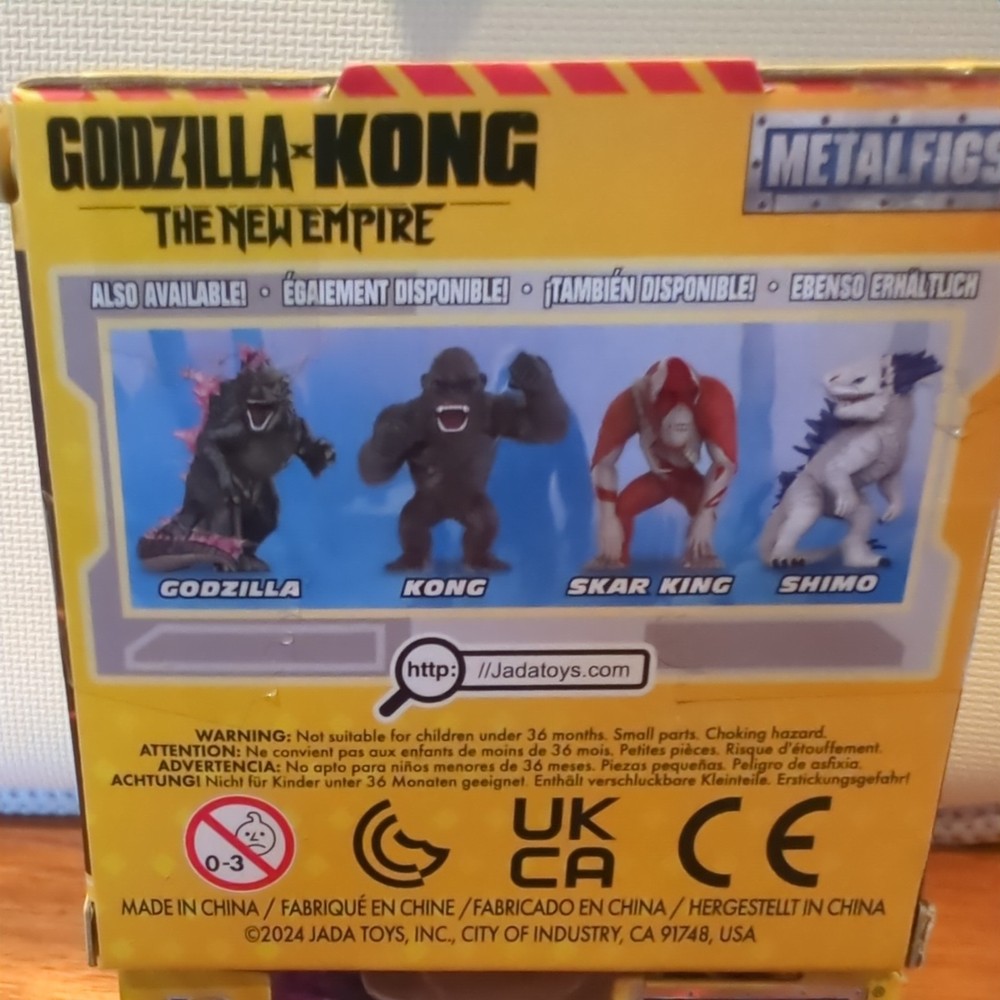 GODZILLA x KONG
THE NEW EMPIRE
METALFIGS
ALSO AVAILABLE! • ÉGAIEMENT DISPONIBLE! • ¡TAMBIÉN DISPONIBLE! • EBENSO ERHÄLTLICH
GODZILLA KONG SKAR KING SHIMO
http: //Jadatoys.com
WARNING: Not suitable for children under 36 months. Small parts. Choking hazard.
ATTENTION: Ne convient pas aux enfants de moins de 36 mois. Petites pièces. Risque d'étouffement.
ADVERTENCIA: No apto para niños menores de 36 meses. Piezas pequeñas. Peligro de asfixia.
ACHTUNG! Nicht für Kinder unter 36 Monaten geeignet. Enthält verschluckbare Kleinteile. Erstickungsgefahr!
0-3
UK
CA
CE
MADE IN CHINA / FABRIQUÉ EN CHINE / FABRICADO EN CHINA / HERGESTELLT IN CHINA
©2024 JADA TOYS, INC., CITY OF INDUSTRY, CA 91748, USA